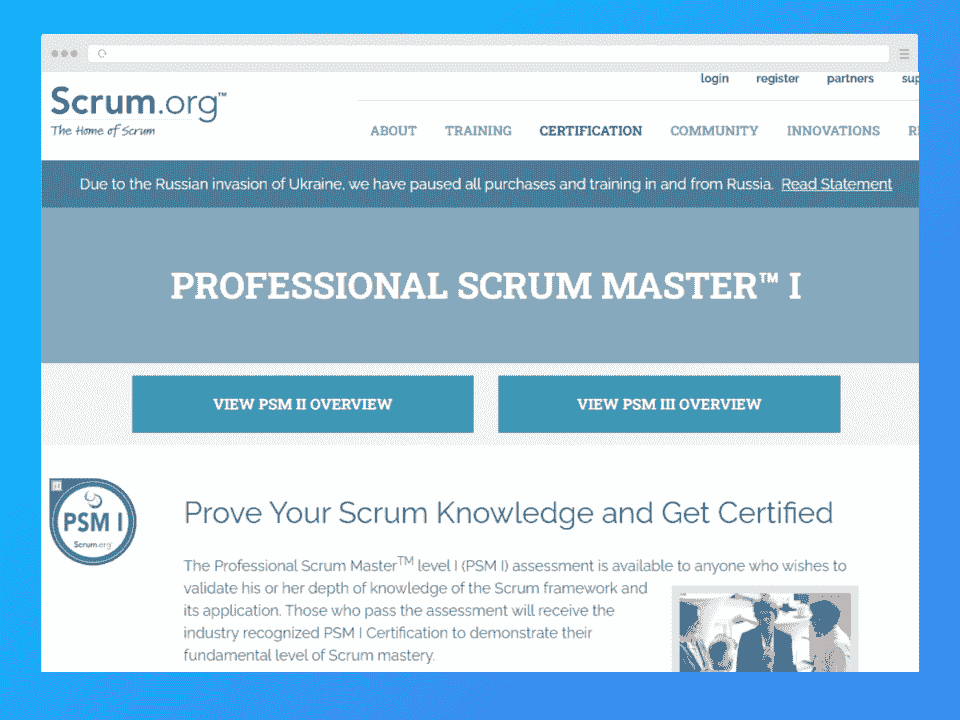 login register partners sup
Scrum.org™
The Home of Scrum
ABOUT TRAINING CERTIFICATION COMMUNITY INNOVATIONS
Due to the Russian invasion of Ukraine, we have paused all purchases and training in and from Russia. Read Statement
PROFESSIONAL SCRUM MASTER™ I
VIEW PSM II OVERVIEW VIEW PSM III OVERVIEW
PSM I
Scrum.org
Prove Your Scrum Knowledge and Get Certified
The Professional Scrum Master™ level I (PSM I) assessment is available to anyone who wishes to
validate his or her depth of knowledge of the Scrum framework and
its application. Those who pass the assessment will receive the
industry recognized PSM I Certification to demonstrate their
fundamental level of Scrum mastery.